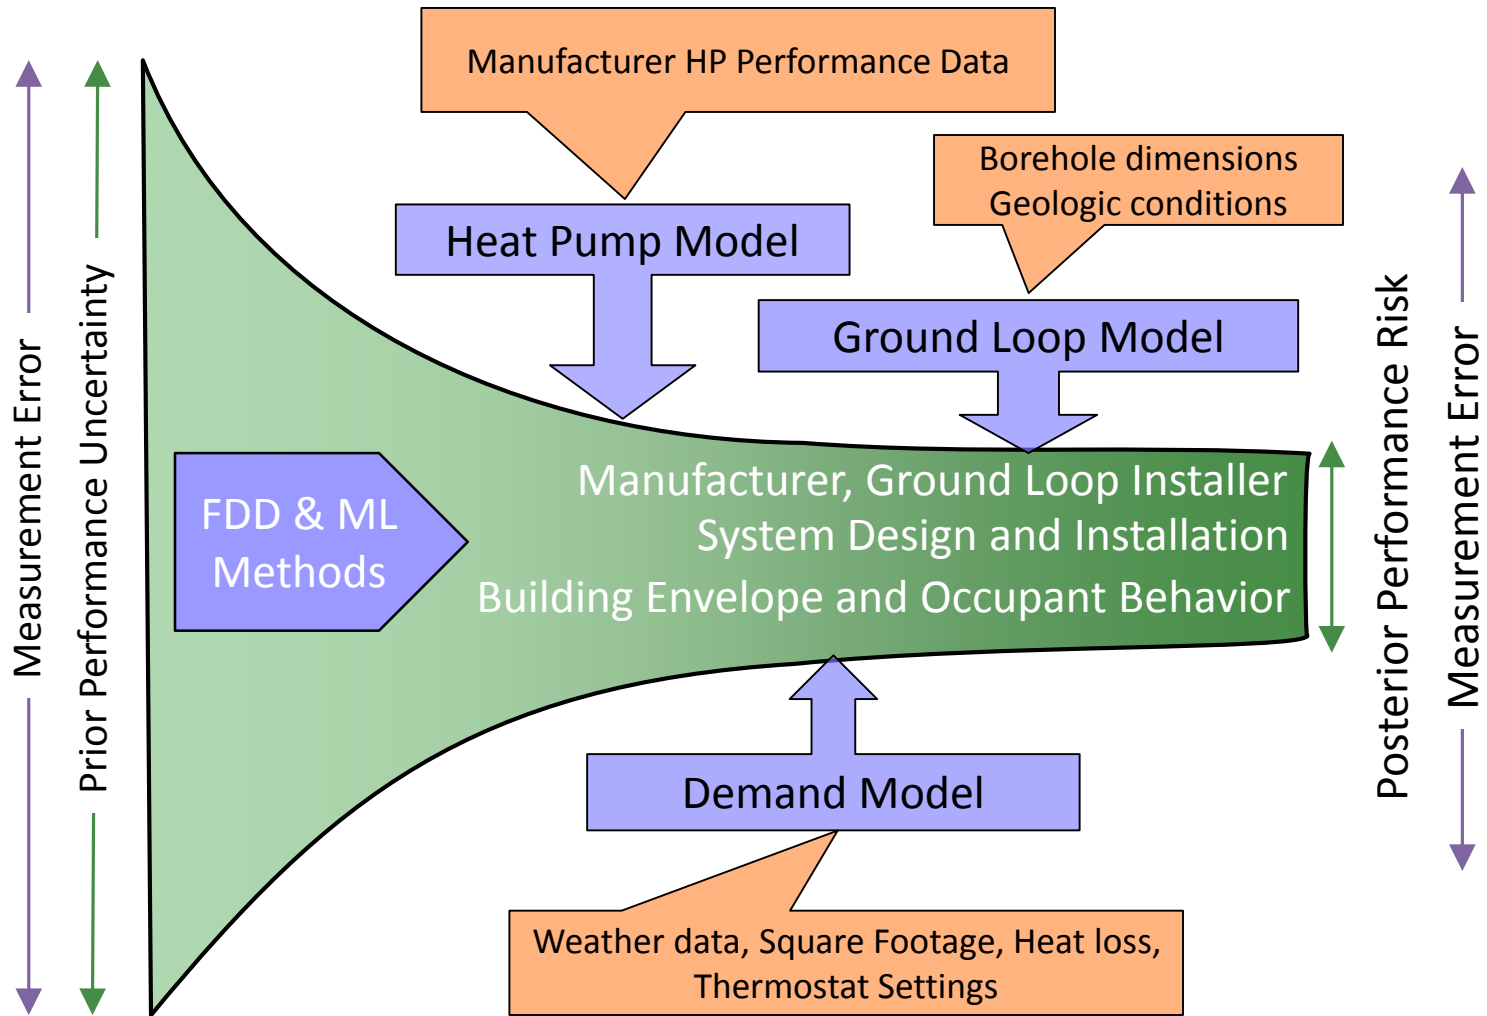 Manufacturer HP Performance Data
Borehole dimensions
Geologic conditions
Heat Pump Model
Ground Loop Model
Measurement Error
Prior Performance Uncertainty
FDD & ML
Methods
Manufacturer, Ground Loop Installer
System Design and Installation
Building Envelope and Occupant Behavior
Posterior Performance Risk
Measurement Error
Demand Model
Weather data, Square Footage, Heat loss,
Thermostat Settings